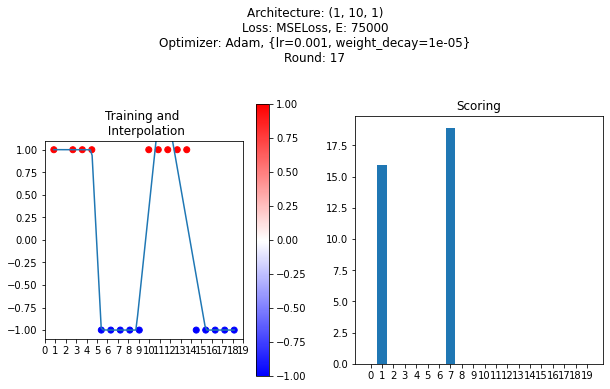 Architecture: (1, 10, 1)
Loss: MSELoss, E: 75000
Optimizer: Adam, {lr=0.001, weight_decay=1e-05}
Round: 17
Training and
Interpolation
1.00
0.75
0.50
0.25
0.00
−0.25
−0.50
−0.75
−1.00
0 1 2 3 4 5 6 7 8 9 10 11 12 13 14 15 16 17 18 19
1.00
0.75
0.50
0.25
0.00
−0.25
−0.50
−0.75
−1.00
Scoring
17.5
15.0
12.5
10.0
7.5
5.0
2.5
0.0
0 1 2 3 4 5 6 7 8 9 10 11 12 13 14 15 16 17 18 19